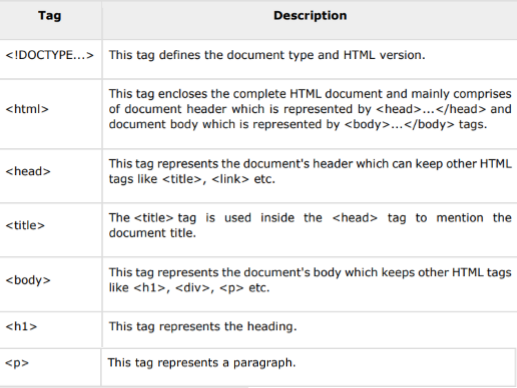 Tag Description
<!DOCTYPE...> This tag defines the document type and HTML version.
<html> This tag encloses the complete HTML document and mainly comprises
of document header which is represented by <head>...</head> and
document body which is represented by <body>...</body> tags.
<head> This tag represents the document's header which can keep other HTML
tags like <title>, <link> etc.
<title> The <title> tag is used inside the <head> tag to mention the
document title.
<body> This tag represents the document's body which keeps other HTML tags
like <h1>, <div>, <p> etc.
<h1> This tag represents the heading.
<p> This tag represents a paragraph.